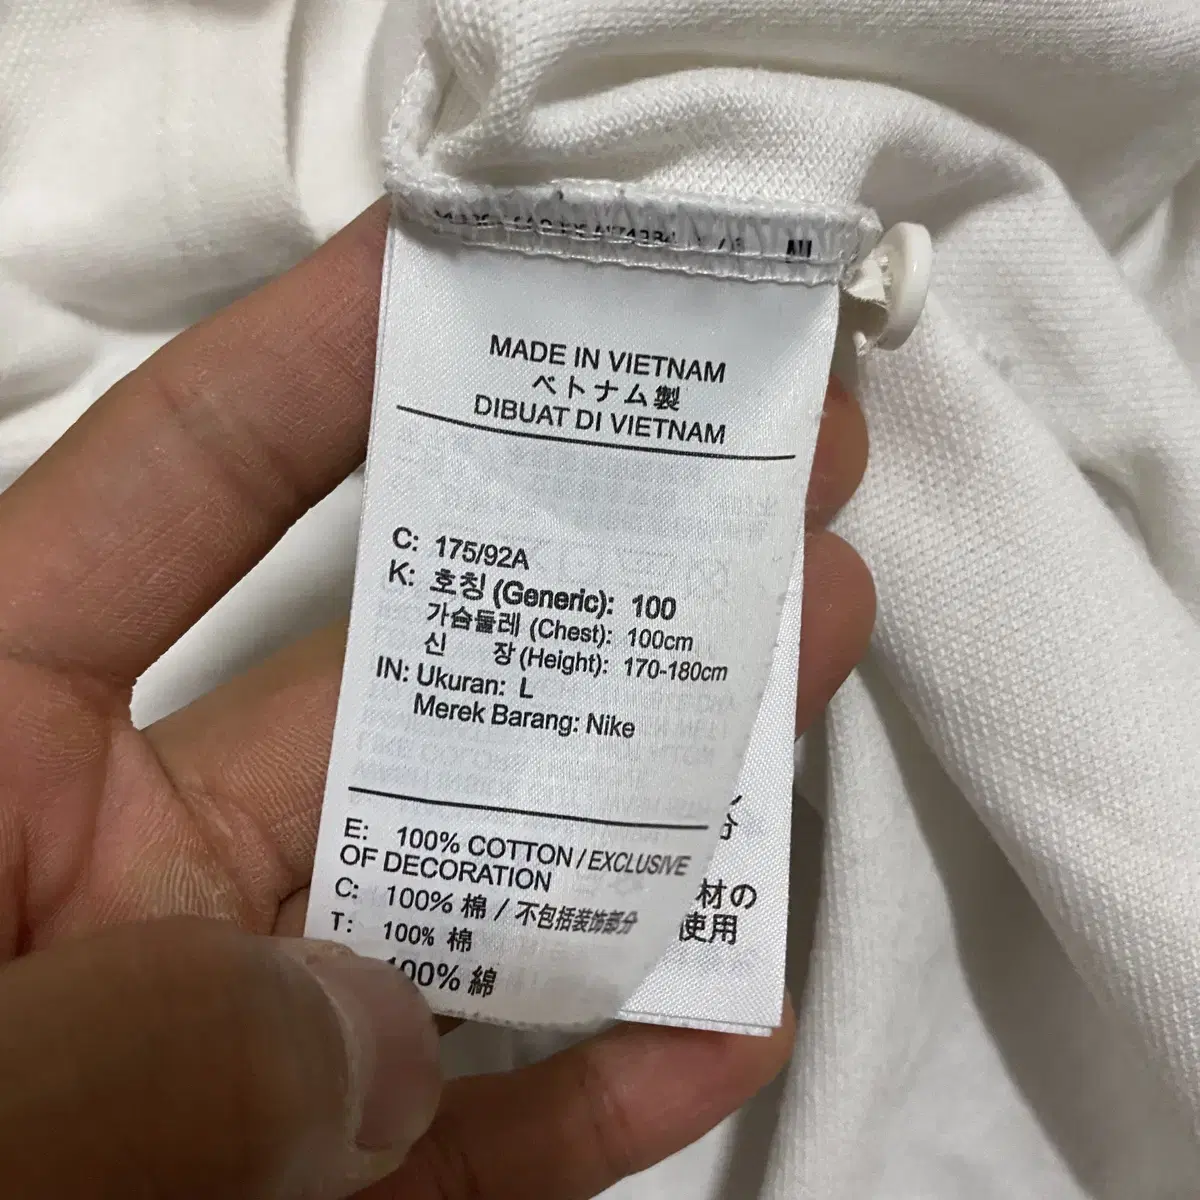 MADE IN VIETNAM
ベトナム製
DIBUAT DI VIETNAM
C: 175/92A
K: 호칭 (Generic): 100
가슴둘레 (Chest): 100cm
신 장 (Height): 170-180cm
IN: Ukuran: L
Merek Barang: Nike
E: 100% COTTON / EXCLUSIVE
OF DECORATION
C: 100% 棉 / 不包括装饰部分
T: 100% 棉
100% 綿
材の
使用